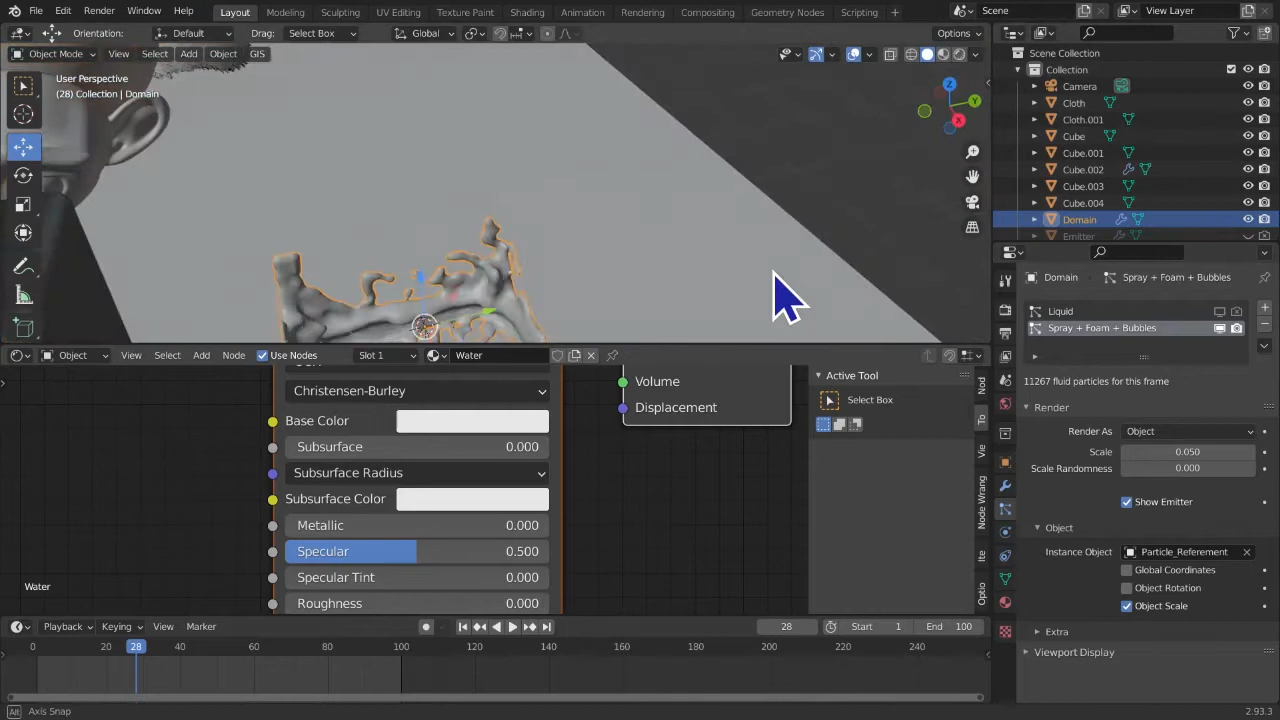 File Edit Render Window Help Layout Modeling Sculpting UV Editing Texture Paint Shading Animation Rendering Compositing Geometry Nodes Scripting + Scene View Layer
Orientation: Default Drag: Select Box Global Options
Object Mode View Select Add Object GIS
User Perspective
(28) Collection | Domain
Z
Y
X
Scene Collection
Collection
Camera
Cloth
Cloth.001
Cube
Cube.001
Cube.002
Cube.003
Cube.004
Domain
Emitter
Domain Spray + Foam + Bubbles
Liquid
Spray + Foam + Bubbles
11267 fluid particles for this frame
Render
Render As Object
Scale 0.050
Scale Randomness 0.000
Show Emitter
Object
Instance Object Particle_Referement
Global Coordinates
Object Rotation
Object Scale
Extra
Viewport Display
Object View Select Add Node Use Nodes Slot 1 Water
Christensen-Burley
Base Color
Subsurface 0.000
Subsurface Radius
Subsurface Color
Metallic 0.000
Specular 0.500
Specular Tint 0.000
Roughness 0.000
Volume
Displacement
Water
Active Tool
Select Box
Nod
To
Vie
Node Wrang
Ite
Optio
Playback Keying View Marker 28 Start 1 End 100
0 20 28 40 60 80 100 120 140 160 180 200 220 240
Alt Axis Snap 2.93.3